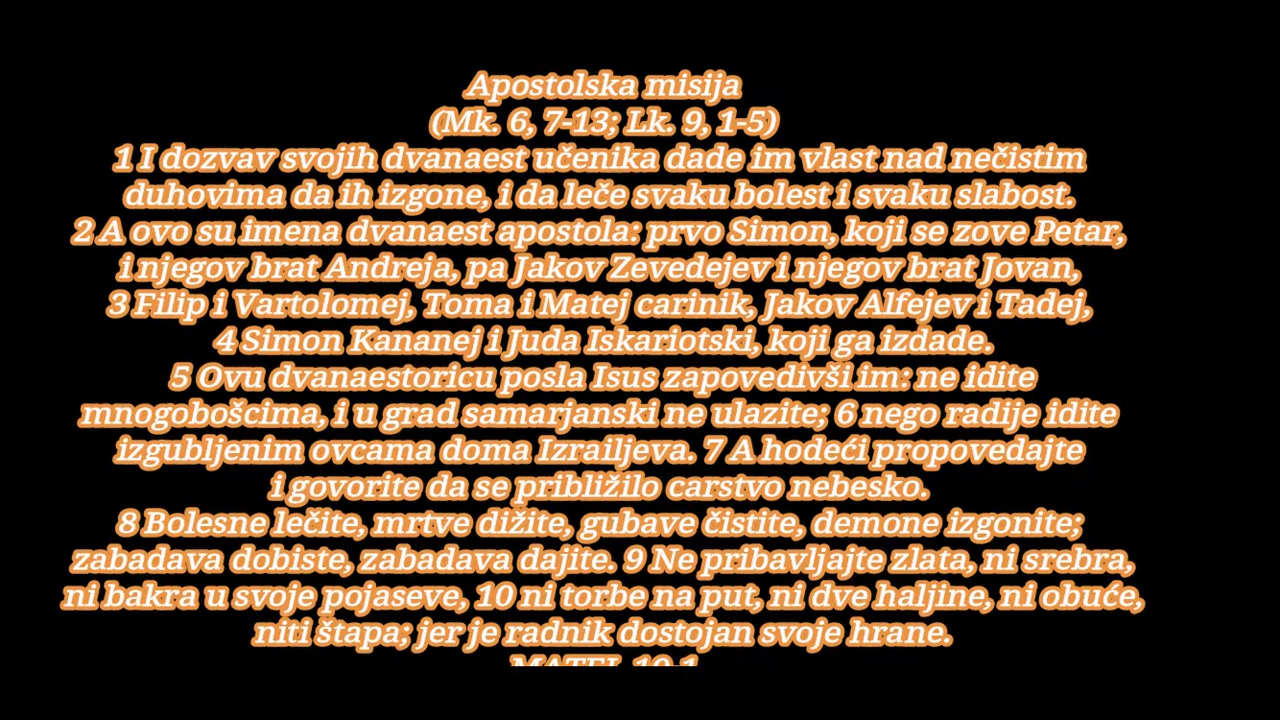 Apostolska misija
(Mk. 6, 7-13; Lk. 9, 1-5)
1 I dozvav svojih dvanaest učenika dade im vlast nad nečistim
duhovima da ih izgone, i da leče svaku bolest i svaku slabost.
2 A ovo su imena dvanaest apostola: prvo Simon, koji se zove Petar,
i njegov brat Andreja, pa Jakov Zevedejev i njegov brat Jovan,
3 Filip i Vartolomej, Toma i Matej carinik, Jakov Alfejev i Tadej,
4 Simon Kananej i Juda Iskariotski, koji ga izdade.
5 Ovu dvanaestoricu posla Isus zapovedivši im: ne idite
mnogobošcima, i u grad samarjanski ne ulazite; 6 nego radije idite
izgubljenim ovcama doma Izrailjeva. 7 A hodeći propovedajte
i govorite da se približilo carstvo nebesko.
8 Bolesne lečite, mrtve dižite, gubave čistite, demone izgonite;
zabadava dobiste, zabadava dajite. 9 Ne pribavljajte zlata, ni srebra,
ni bakra u svoje pojaseve, 10 ni torbe na put, ni dve haljine, ni obuće,
niti štapa; jer je radnik dostojan svoje hrane.